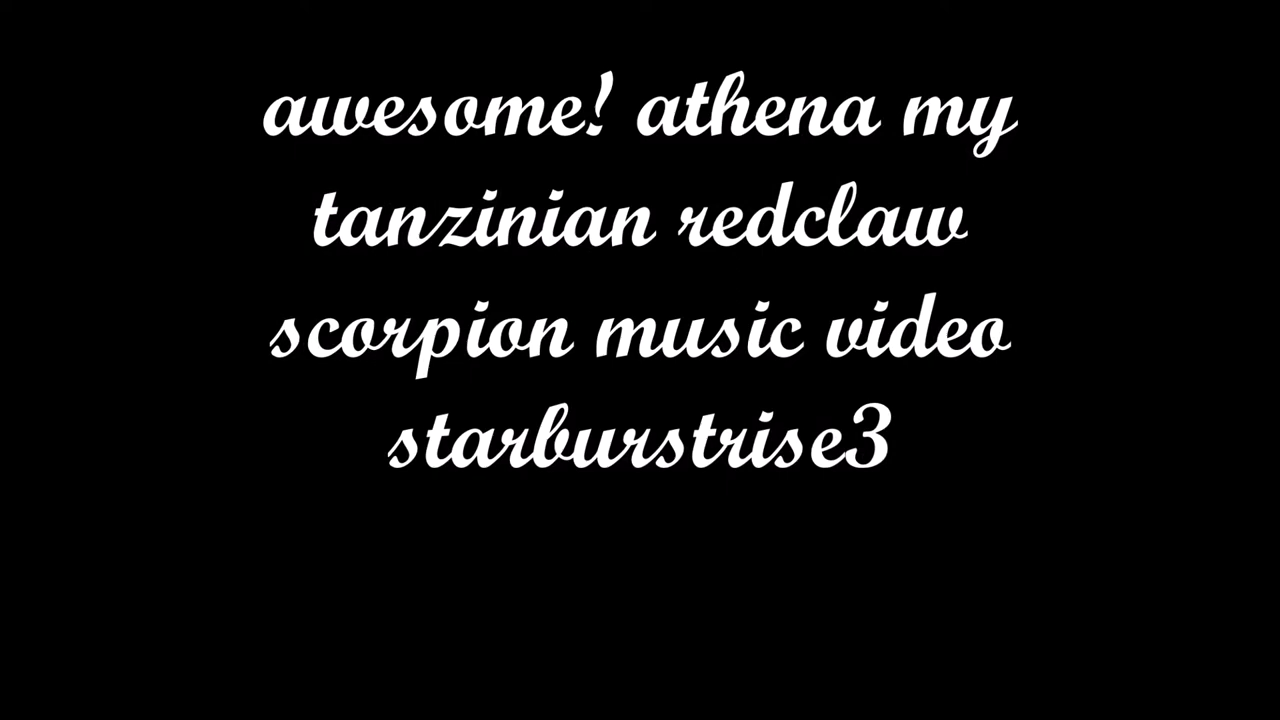 awesome! athena my
tanzinian redclaw
scorpion music video
starburstrise3